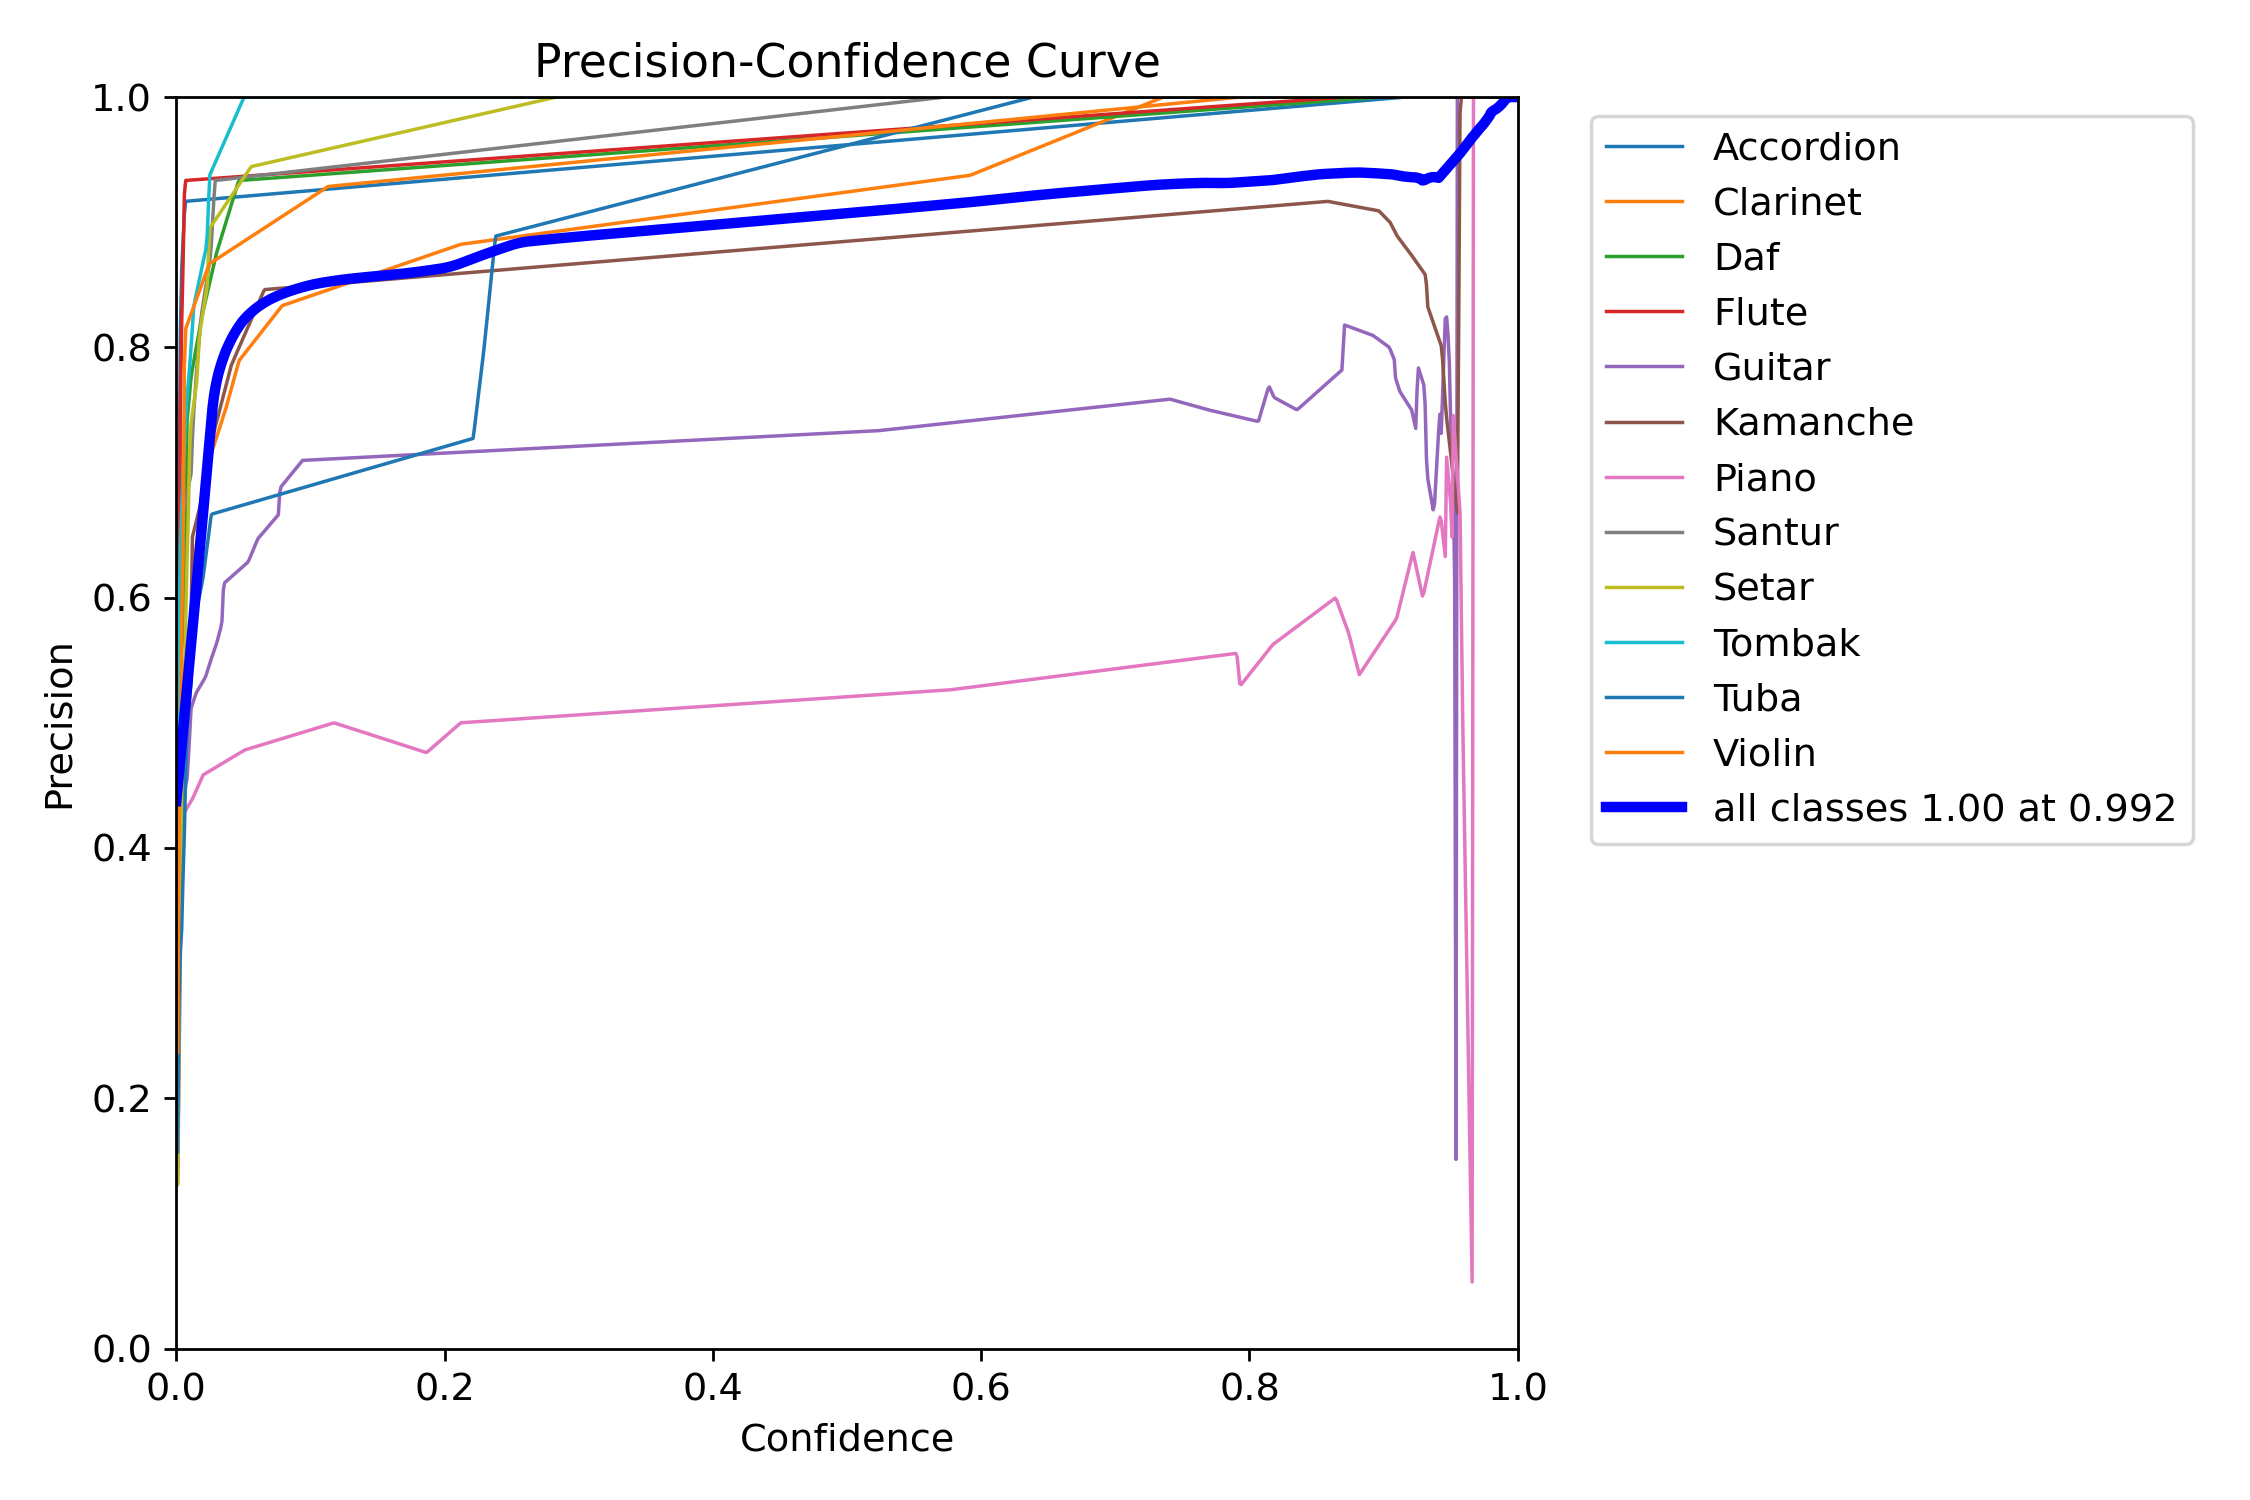 Precision-Confidence Curve
1.0
0.8
0.6
0.4
0.2
0.0
Precision
0.0 0.2 0.4 0.6 0.8 1.0
Confidence
Accordion
Clarinet
Daf
Flute
Guitar
Kamanche
Piano
Santur
Setar
Tombak
Tuba
Violin
all classes 1.00 at 0.992